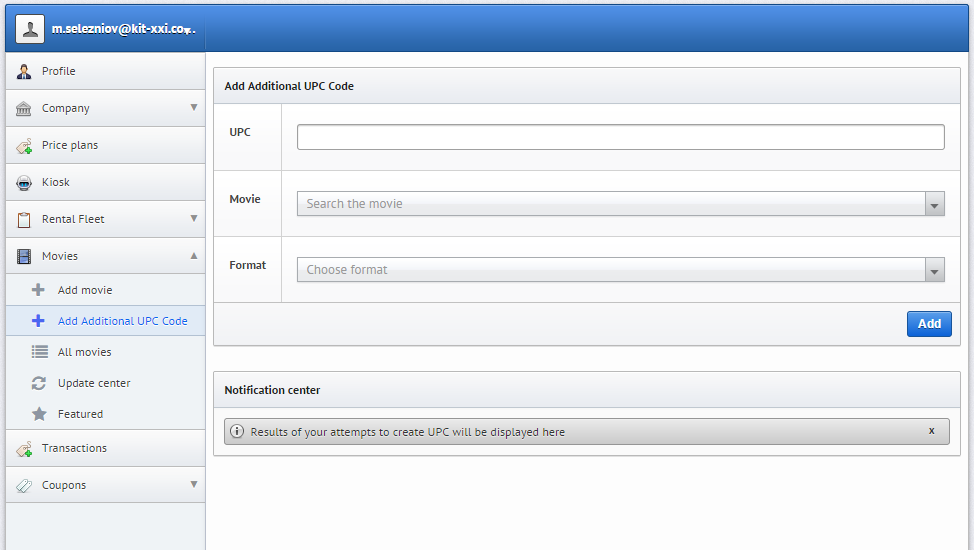 m.selezniov@kit-xxi.co...
Profile
Company
Price plans
Kiosk
Rental Fleet
Movies
Add movie
Add Additional UPC Code
All movies
Update center
Featured
Transactions
Coupons
Add Additional UPC Code
UPC
Movie
Search the movie
Format
Choose format
Add
Notification center
Results of your attempts to create UPC will be displayed here
x